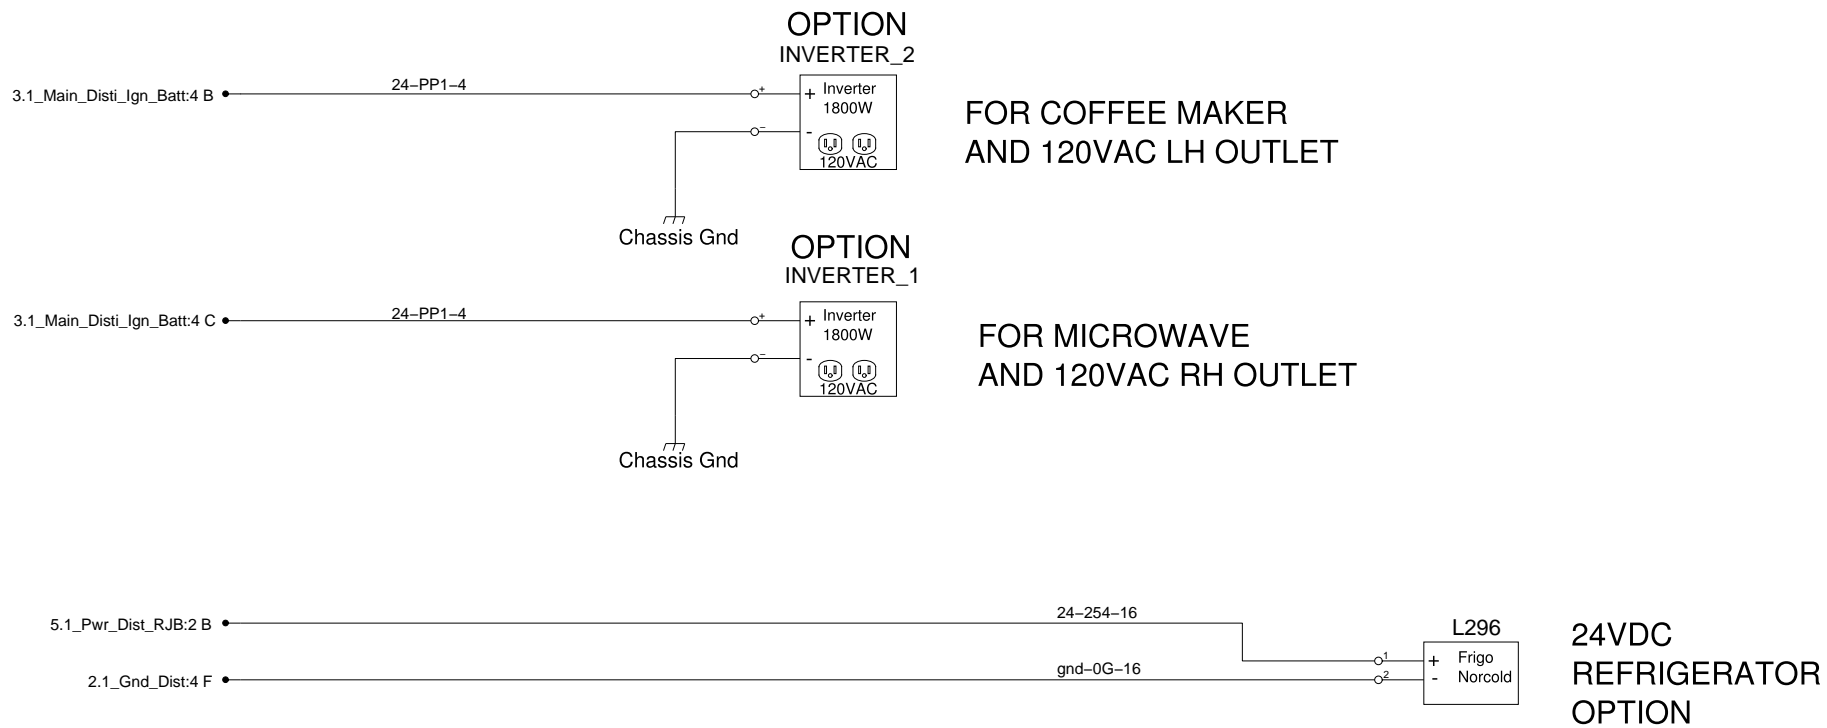 OPTION
INVERTER_2
3.1_Main_Disti_Ign_Batt:4 B
24-PP1-4
+
+ Inverter
1800W
-
-
120VAC
FOR COFFEE MAKER
AND 120VAC LH OUTLET
Chassis Gnd
OPTION
INVERTER_1
3.1_Main_Disti_Ign_Batt:4 C
24-PP1-4
+
+ Inverter
1800W
-
-
120VAC
FOR MICROWAVE
AND 120VAC RH OUTLET
Chassis Gnd
5.1_Pwr_Dist_RJB:2 B
24-254-16
2.1_Gnd_Dist:4 F
gnd-0G-16
L296
1
+ Frigo
2
- Norcold
24VDC
REFRIGERATOR
OPTION